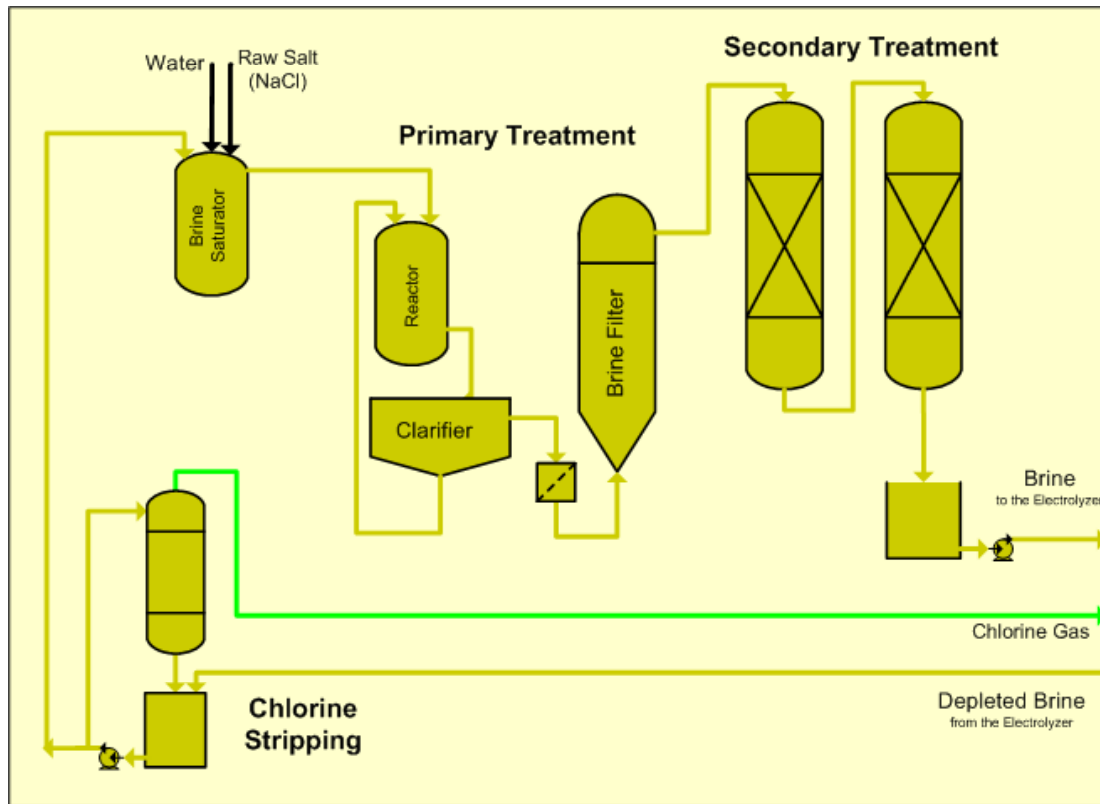 Secondary Treatment
Water
Raw Salt
(NaCl)
Primary Treatment
Brine
Saturator
Reactor
Brine Filter
Clarifier
Brine
to the Electrolyzer
Chlorine Gas
Depleted Brine
from the Electrolyzer
Chlorine
Stripping